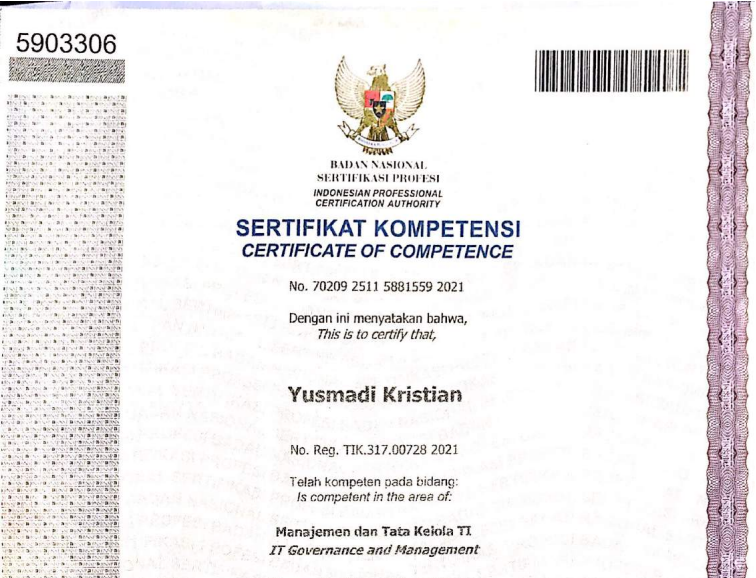 5903306
BADAN NASIONAL
SERTIFIKASI PROFESI
INDONESIAN PROFESSIONAL
CERTIFICATION AUTHORITY
SERTIFIKAT KOMPETENSI
CERTIFICATE OF COMPETENCE
No. 70209 2511 5881559 2021
Dengan ini menyatakan bahwa,
This is to certify that,
Yusmadi Kristian
No. Reg. TIK.317.00728 2021
Telah kompeten pada bidang:
Is competent in the area of:
Manajemen dan Tata Kelola TI
IT Governance and Management